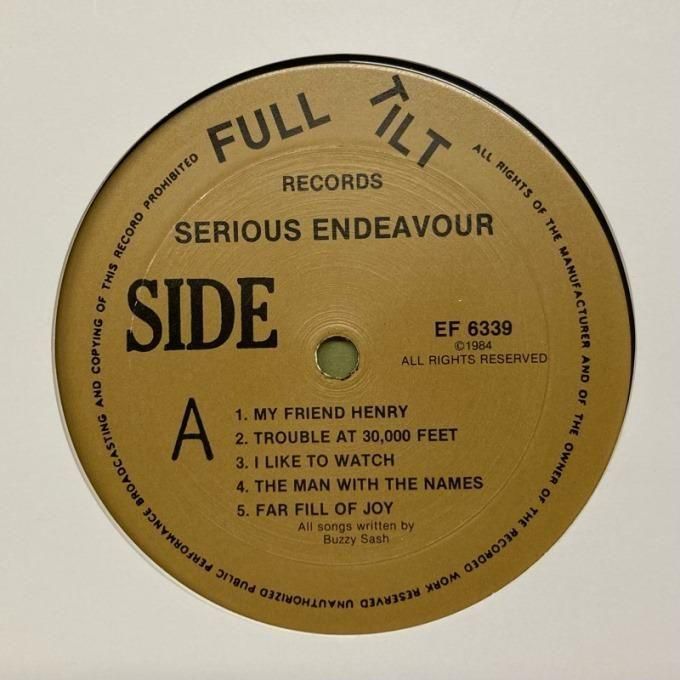 FULL TILT
RECORDS
SERIOUS ENDEAVOUR
SIDE
A
EF 6339
©1984
ALL RIGHTS RESERVED
1. MY FRIEND HENRY
2. TROUBLE AT 30,000 FEET
3. I LIKE TO WATCH
4. THE MAN WITH THE NAMES
5. FAR FILL OF JOY
All songs written by
Buzzy Sash
ALL RIGHTS OF THE MANUFACTURER AND OF THE OWNER OF THE RECORDED WORK RESERVED UNAUTHORIZED PUBLIC PERFORMANCE BROADCASTING AND COPYING OF THIS RECORD PROHIBITED